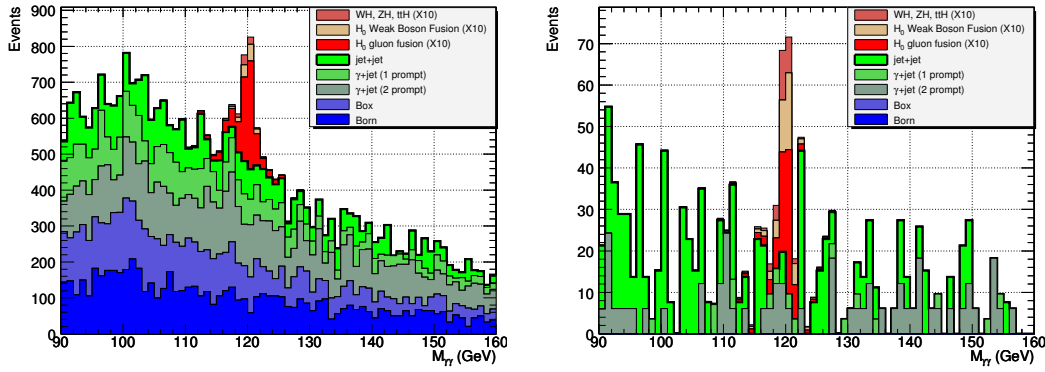 Events
900
800
700
600
500
400
300
200
100
0
90 100 110 120 130 140 150 160
M_γγ (GeV)
WH, ZH, ttH (X10)
H₀ Weak Boson Fusion (X10)
H₀ gluon fusion (X10)
jet+jet
γ+jet (1 prompt)
γ+jet (2 prompt)
Box
Born
Events
70
60
50
40
30
20
10
0
90 100 110 120 130 140 150 160
M_γγ (GeV)
WH, ZH, ttH (X10)
H₀ Weak Boson Fusion (X10)
H₀ gluon fusion (X10)
jet+jet
γ+jet (1 prompt)
γ+jet (2 prompt)
Box
Born